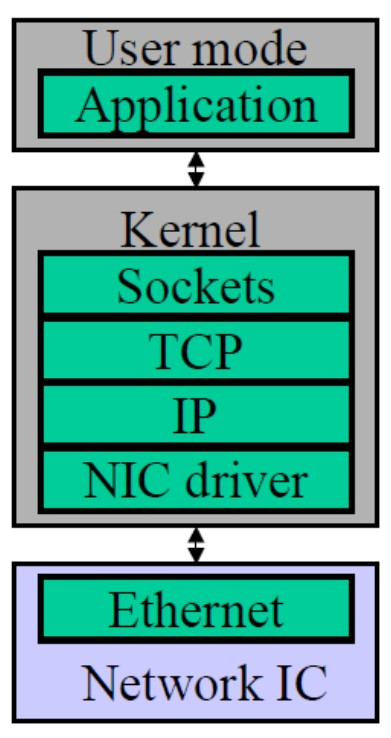 User mode
Application
Kernel
Sockets
TCP
IP
NIC driver
Ethernet
Network IC